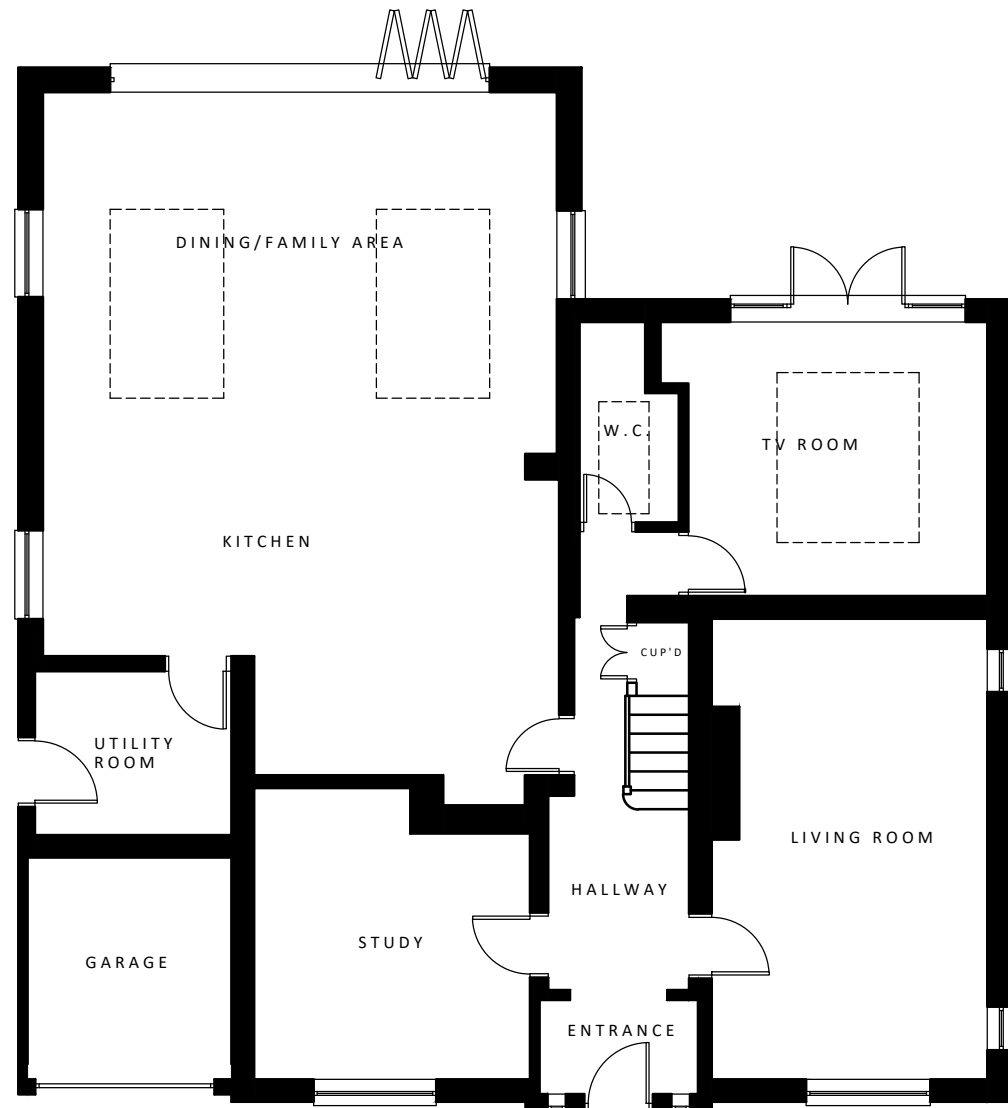 DINING/FAMILY AREA
W.C.
TV ROOM
KITCHEN
CUP'D
UTILITY
ROOM
LIVING ROOM
HALLWAY
STUDY
GARAGE
ENTRANCE